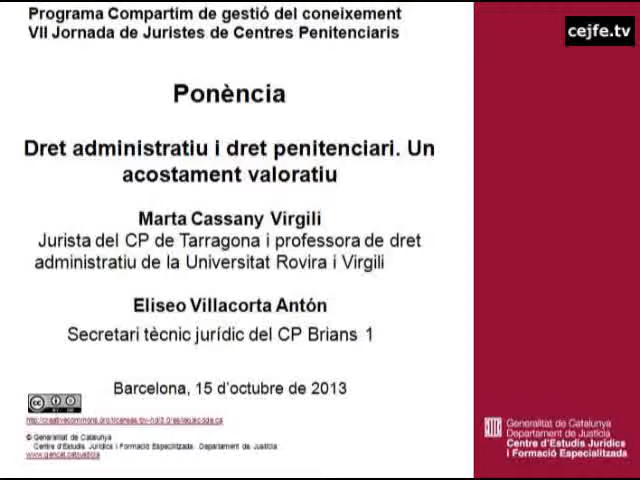 Programa Compartim de gestió del coneixement
VII Jornada de Juristes de Centres Penitenciaris
cejfe.tv
Ponència
Dret administratiu i dret penitenciari. Un
acostament valoratiu
Marta Cassany Virgili
Jurista del CP de Tarragona i professora de dret
administratiu de la Universitat Rovira i Virgili
Eliseo Villacorta Antón
Secretari tècnic jurídic del CP Brians 1
Barcelona, 15 d'octubre de 2013
© Generalitat de Catalunya
Centre d'Estudis Jurídics i Formació Especialitzada. Departament de Justícia
www.gencat.cat/justicia
Generalitat de Catalunya
Departament de Justícia
Centre d'Estudis Jurídics
i Formació Especialitzada